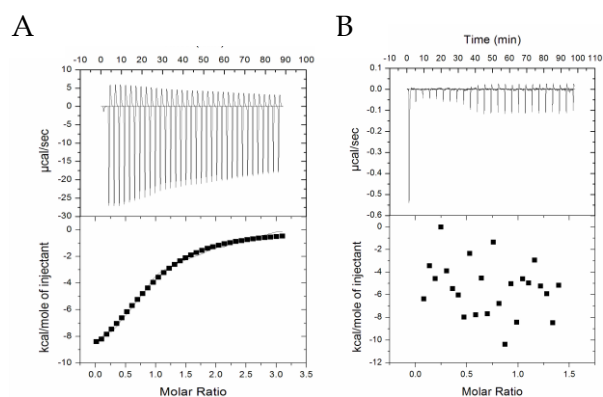 A
-10 0 10 20 30 40 50 60 70 80 90 100
10
5
0
-5
-10
-15
-20
-25
-30
µcal/sec
0
-2
-4
-6
-8
-10
kcal/mole of injectant
0.0 0.5 1.0 1.5 2.0 2.5 3.0 3.5
Molar Ratio
B
Time (min)
-10 0 10 20 30 40 50 60 70 80 90 100 110
0.1
0.0
-0.1
-0.2
-0.3
-0.4
-0.5
-0.6
µcal/sec
0
-2
-4
-6
-8
-10
-12
kcal/mole of injectant
0.0 0.5 1.0 1.5
Molar Ratio